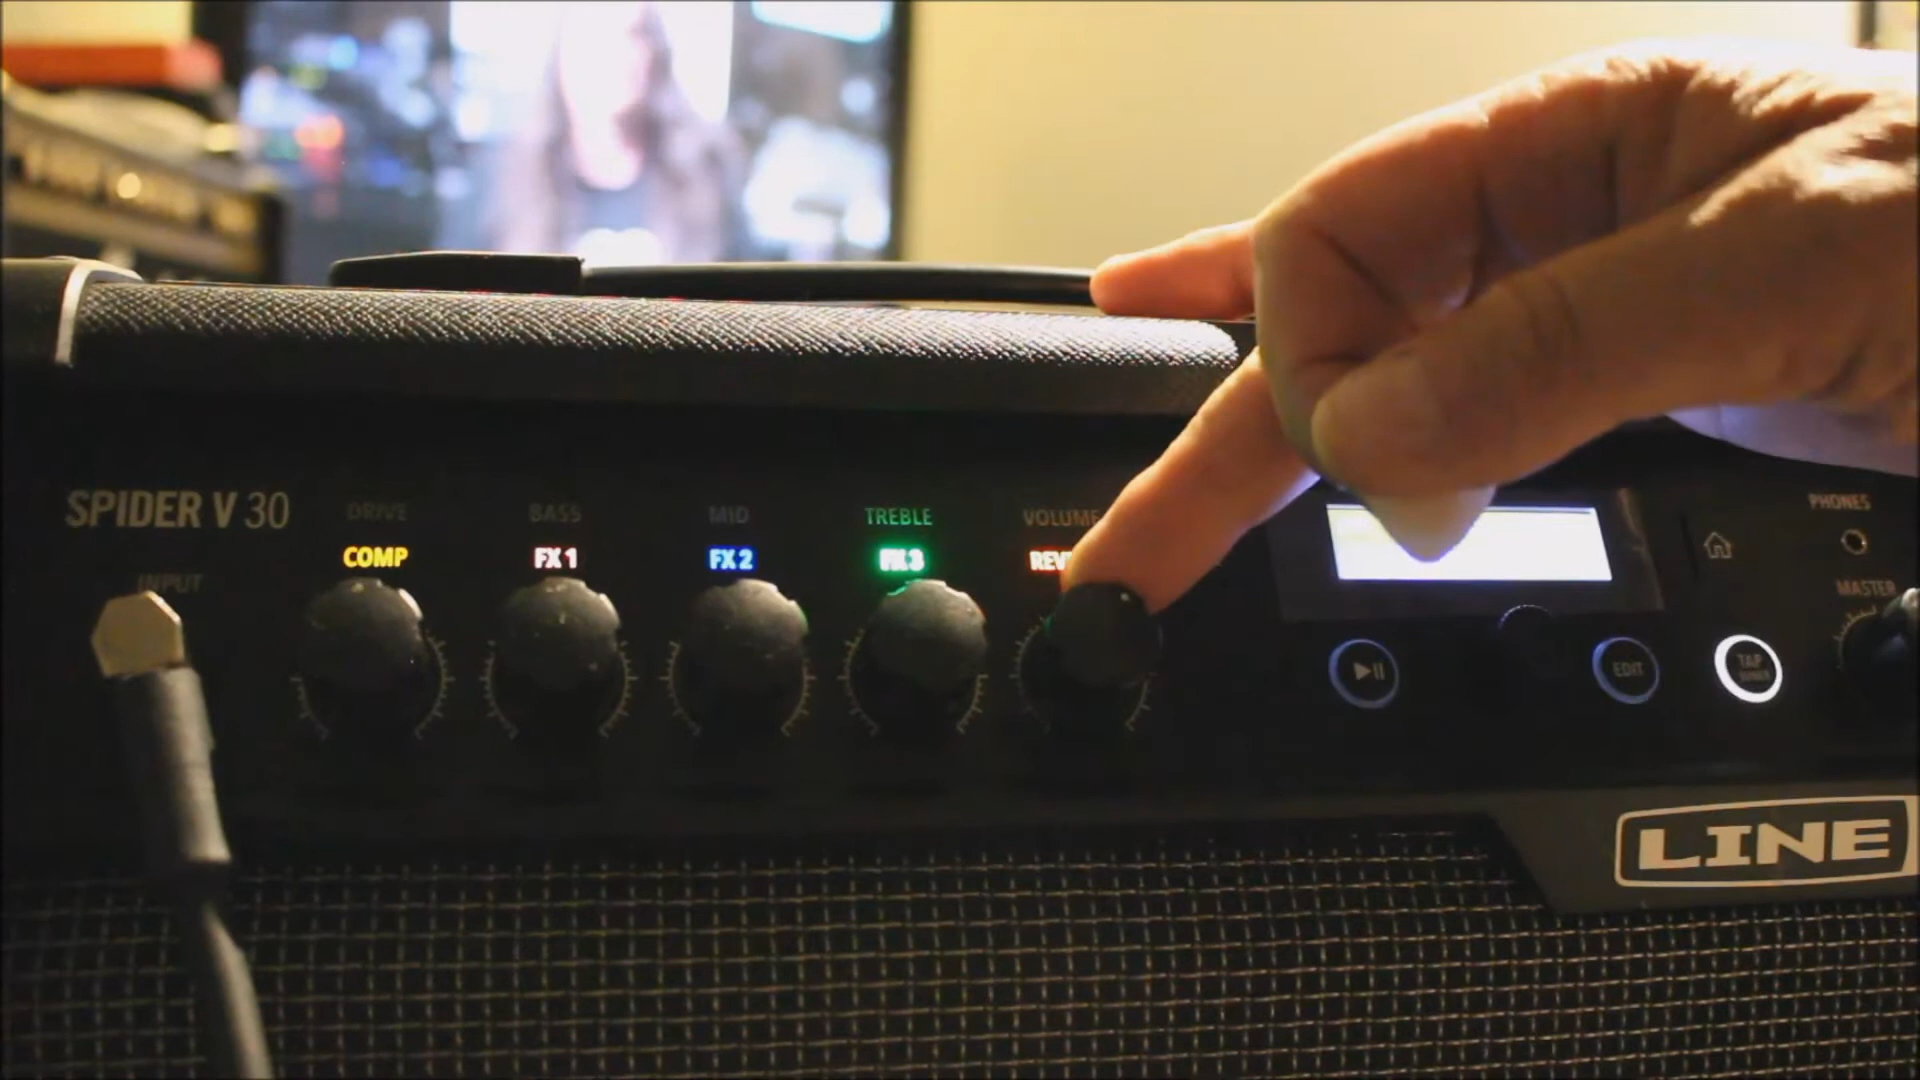 SPIDER V 30
INPUT
DRIVE
COMP
BASS
FX 1
MID
FX 2
TREBLE
FX 3
VOLUME
REV
EDIT
TAP
PHONES
MASTER
LINE